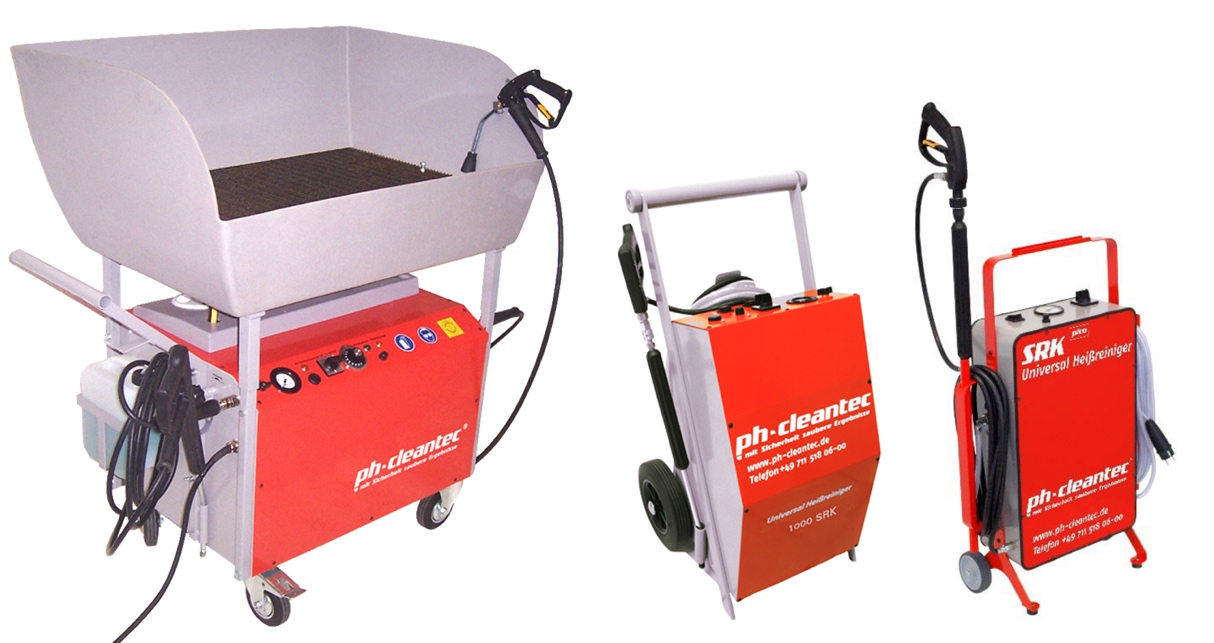 ph-cleantec®
mit Sicherheit saubere Ergebnisse
ph-cleantec
mit Sicherheit saubere Ergebnisse
www.ph-cleantec.de
Telefon +49 711 518 06-00
Universal Heißreiniger
1000 SRK
SRK
Universal Heißreiniger
ph-cleantec
mit Sicherheit saubere Ergebnisse
www.ph-cleantec.de
Telefon +49 711 518 06-00